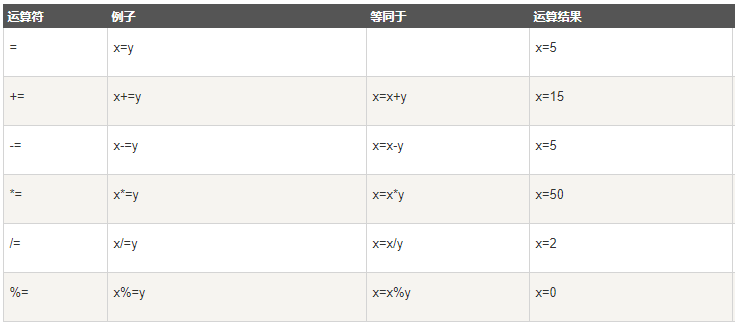 运算符 例子 等同于 运算结果
= x=y x=5
+= x+=y x=x+y x=15
-= x-=y x=x-y x=5
*= x*=y x=x*y x=50
/= x/=y x=x/y x=2
%= x%=y x=x%y x=0